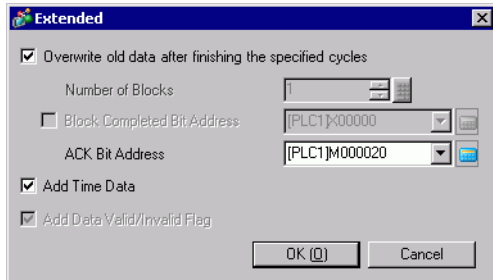 Extended
Overwrite old data after finishing the specified cycles
Number of Blocks 1
Block Completed Bit Address [PLC1]X00000
ACK Bit Address [PLC1]M000020
Add Time Data
Add Data Valid/Invalid Flag
OK (O) Cancel